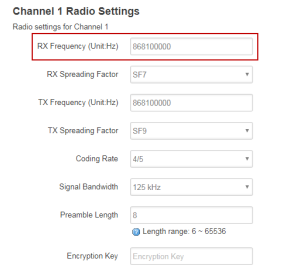 Channel 1 Radio Settings
Radio settings for Channel 1
RX Frequency (Unit:Hz) 868100000
RX Spreading Factor SF7
TX Frequency (Unit:Hz) 868100000
TX Spreading Factor SF9
Coding Rate 4/5
Signal Bandwidth 125 kHz
Preamble Length 8
Length range: 6 ~ 65536
Encryption Key Encryption Key